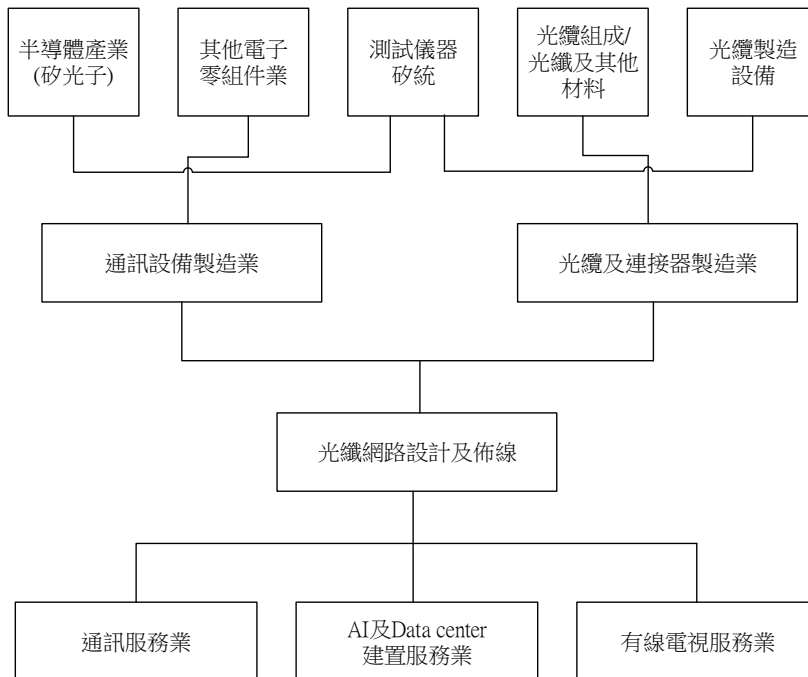 半導體產業
(矽光子)
其他電子
零組件業
測試儀器
矽統
光纜組成/
光纖及其他
材料
光纜製造
設備
通訊設備製造業
光纜及連接器製造業
光纖網路設計及佈線
通訊服務業
AI及Data center
建置服務業
有線電視服務業